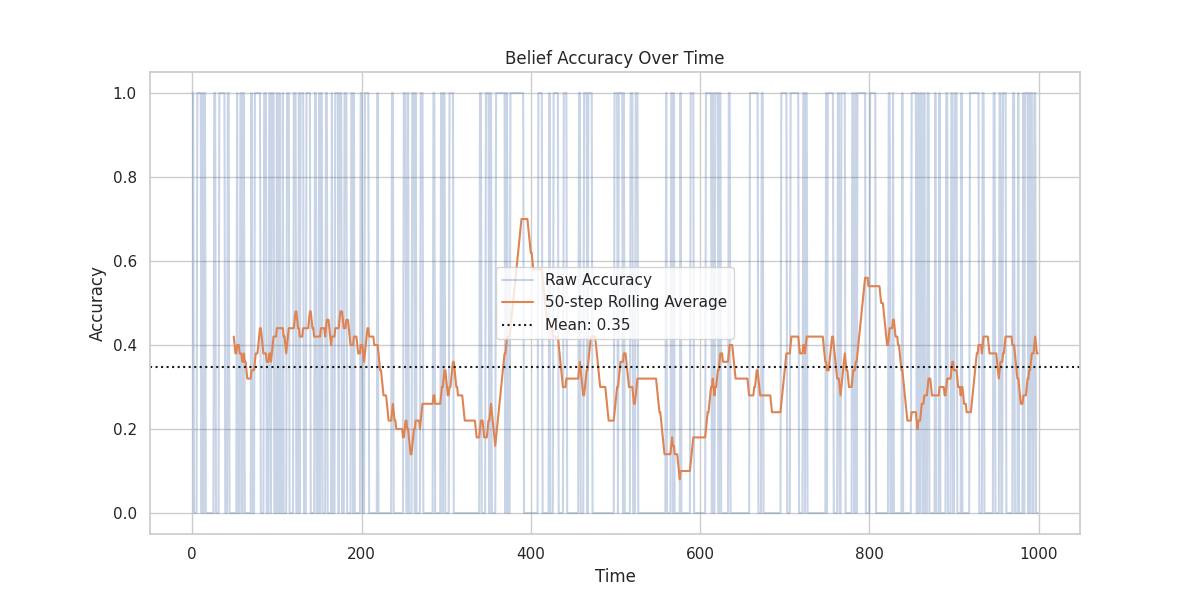 Belief Accuracy Over Time
1.0
0.8
0.6
0.4
0.2
0.0
Accuracy
Raw Accuracy
50-step Rolling Average
Mean: 0.35
0 200 400 600 800 1000
Time